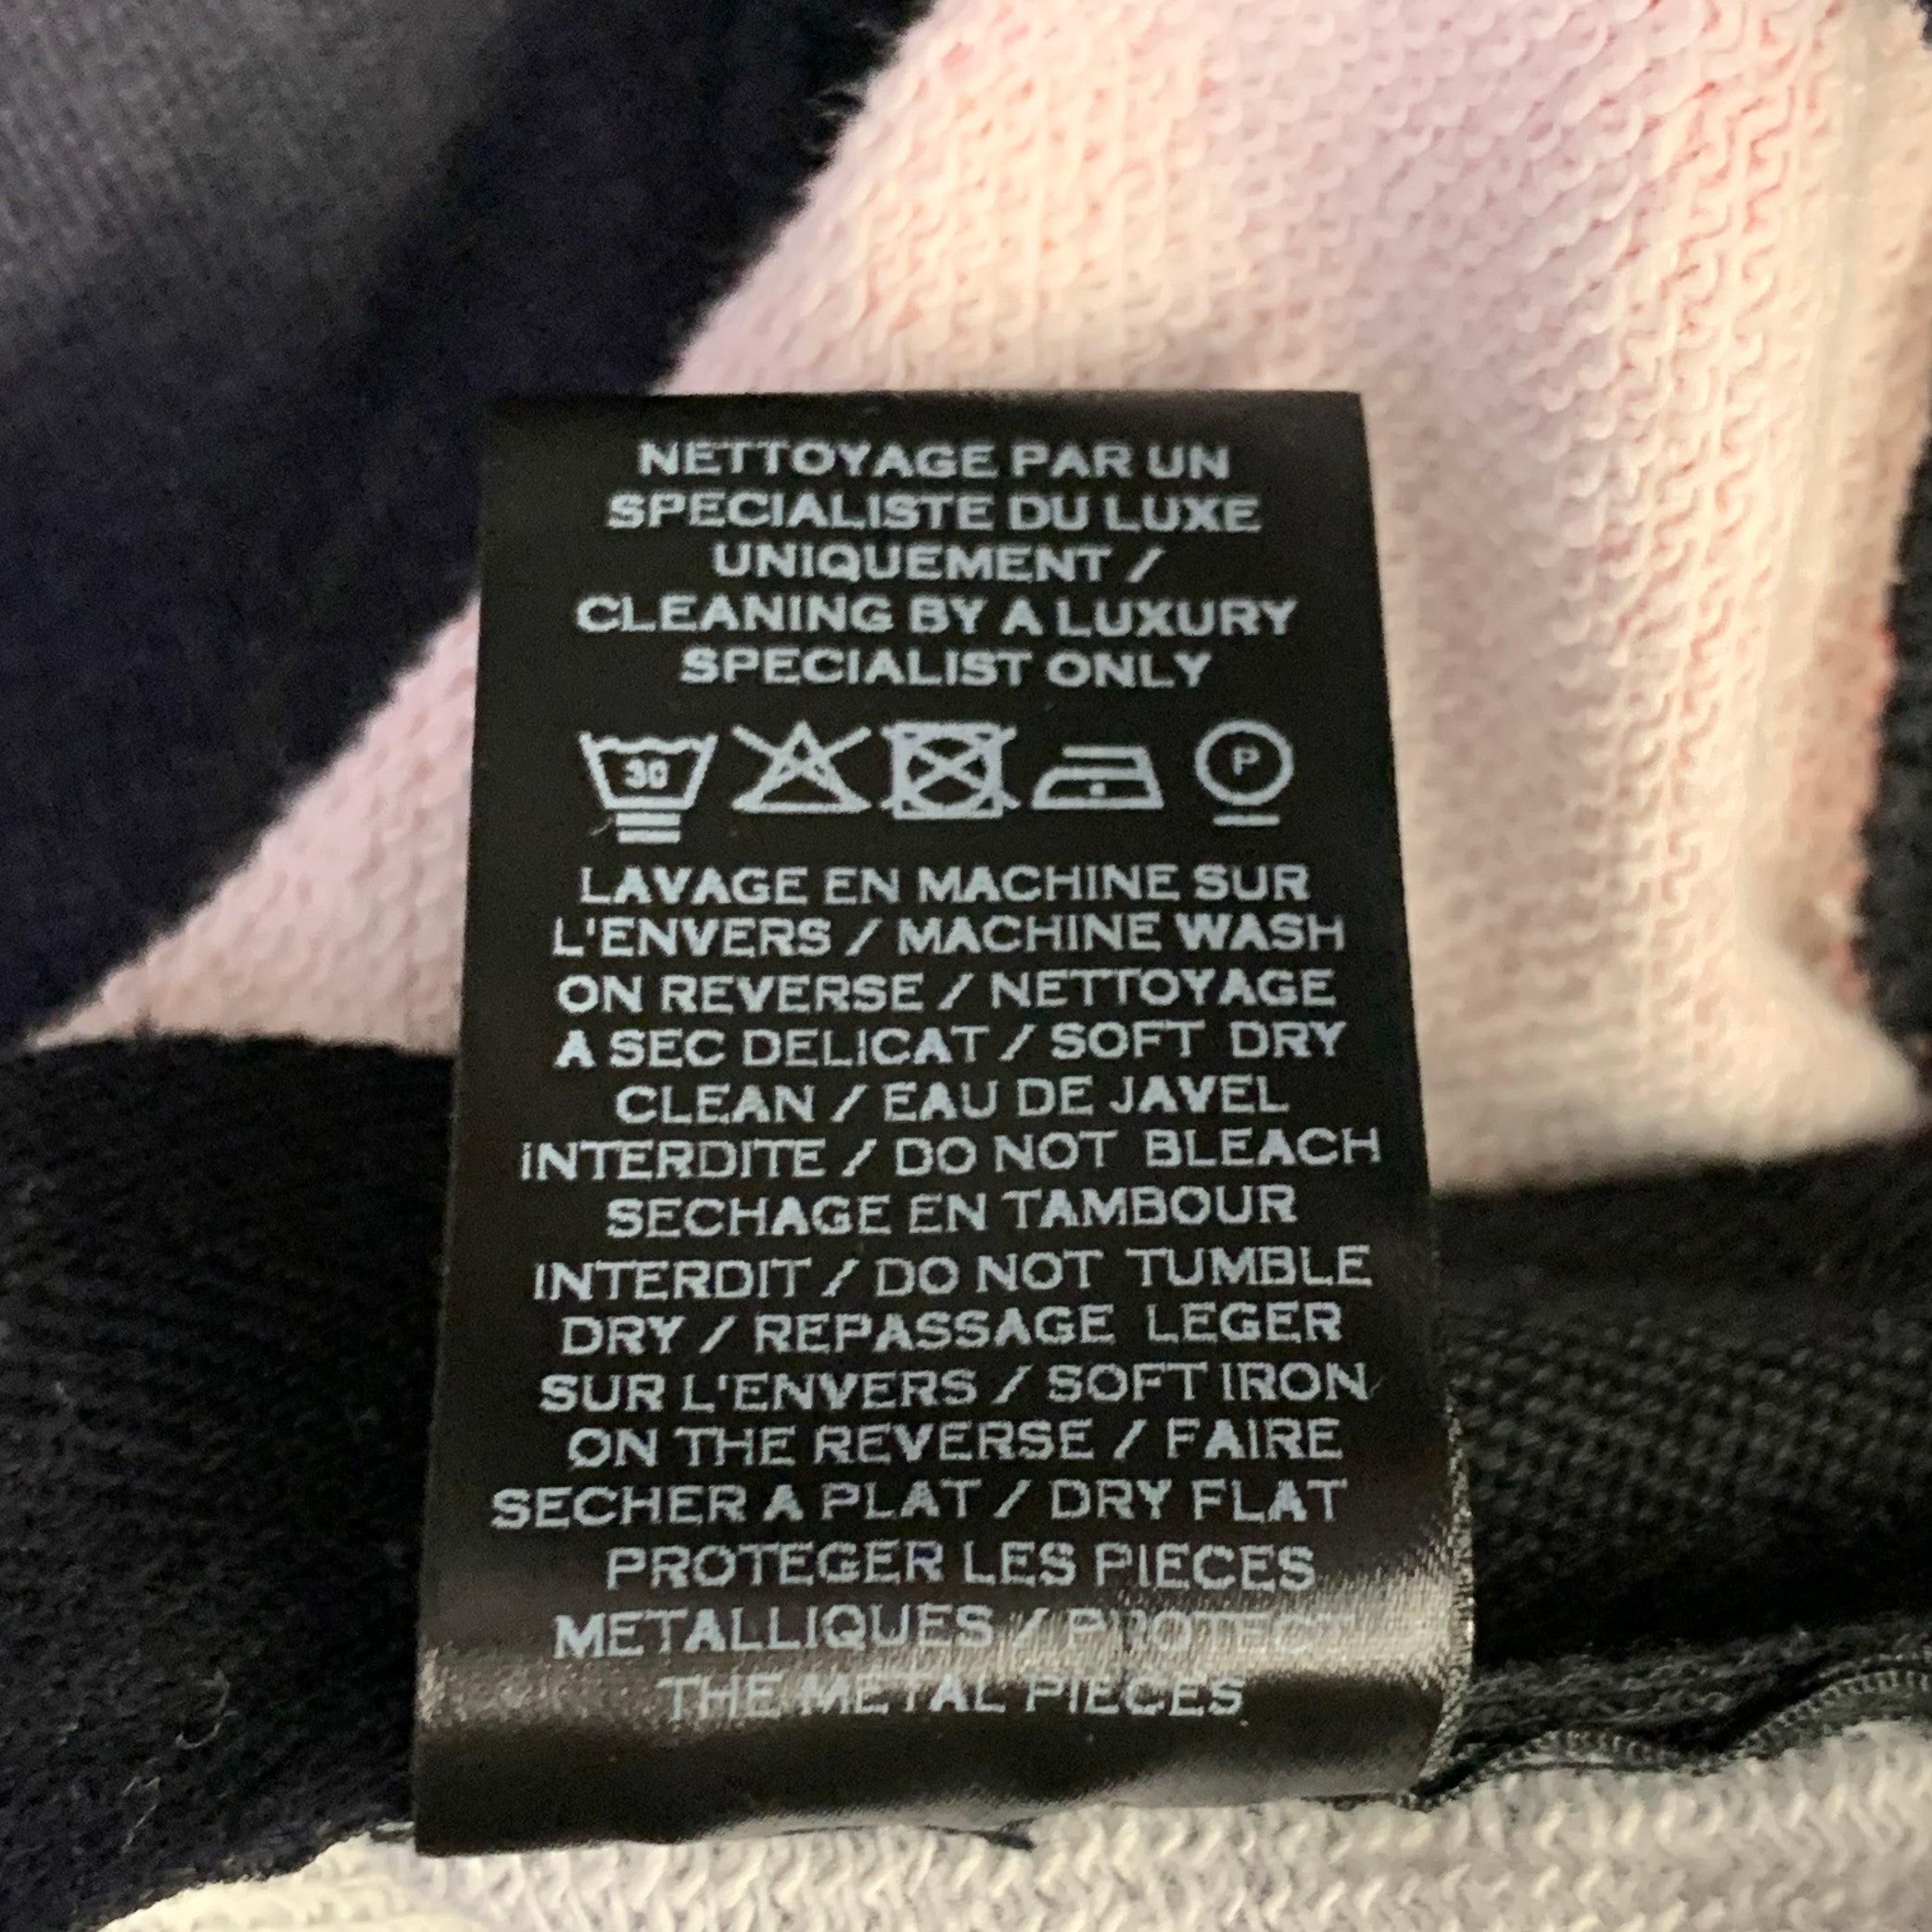 NETTOYAGE PAR UN
SPECIALISTE DU LUXE
UNIQUEMENT /
CLEANING BY A LUXURY
SPECIALIST ONLY
30 P
LAVAGE EN MACHINE SUR
L'ENVERS / MACHINE WASH
ON REVERSE / NETTOYAGE
A SEC DELICAT / SOFT DRY
CLEAN / EAU DE JAVEL
INTERDITE / DO NOT BLEACH
SECHAGE EN TAMBOUR
INTERDIT / DO NOT TUMBLE
DRY / REPASSAGE LEGER
SUR L'ENVERS / SOFT IRON
ON THE REVERSE / FAIRE
SECHER A PLAT / DRY FLAT
PROTEGER LES PIECES
METALLIQUES / PROTECT
THE METAL PIECES